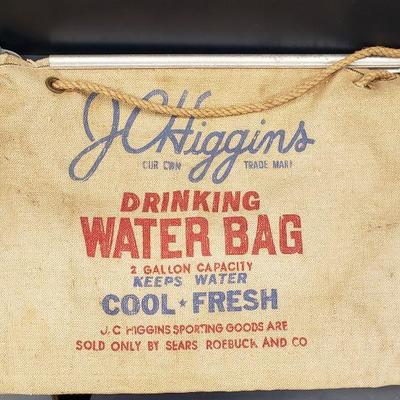 J.C. Higgins
OUR OWN TRADE MARK
DRINKING
WATER BAG
2 GALLON CAPACITY
KEEPS WATER
COOL ★ FRESH
J. C HIGGINS SPORTING GOODS ARE
SOLD ONLY BY SEARS ROEBUCK AND CO